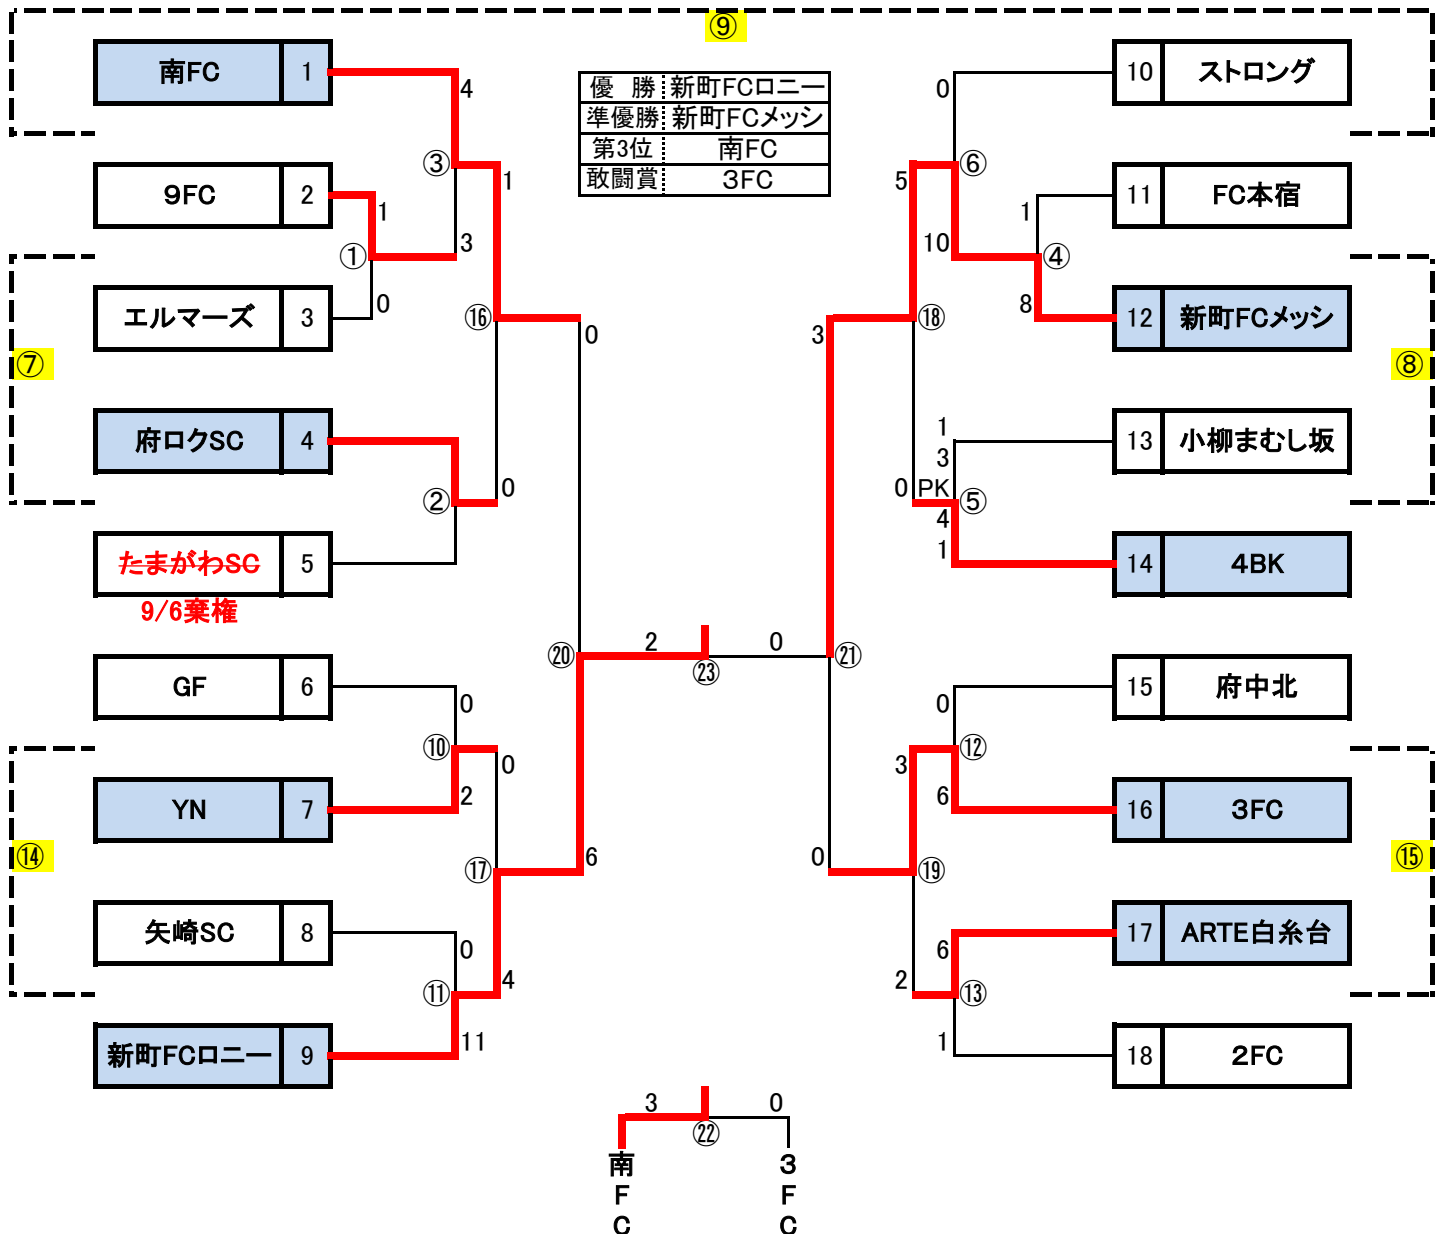 ⑨
南FC 1
4
優 勝 新町FCロニー
準優勝 新町FCメッシ
第3位 南FC
敢闘賞 3FC
0
10 ストロング
③
1
5
⑥
9FC 2
1
①
3
10
1
④
11 FC本宿
エルマーズ 3
0
⑯
0
3
⑱
8
12 新町FCメッシ
⑦
⑧
府ロクSC 4
②
0
1
3
0 PK
⑤
4
1
13 小柳まむし坂
たまがわSC 5
9/6棄権
14 4BK
⑳
2
㉓
0
㉑
GF 6
0
⑩
0
2
0
⑫
3
6
15 府中北
YN 7
16 3FC
⑭
⑰
6
0
⑲
⑮
矢崎SC 8
0
⑪
4
11
6
2
⑬
1
17 ARTE白糸台
新町FCロニー 9
18 2FC
3
㉒
0
南FC
3FC